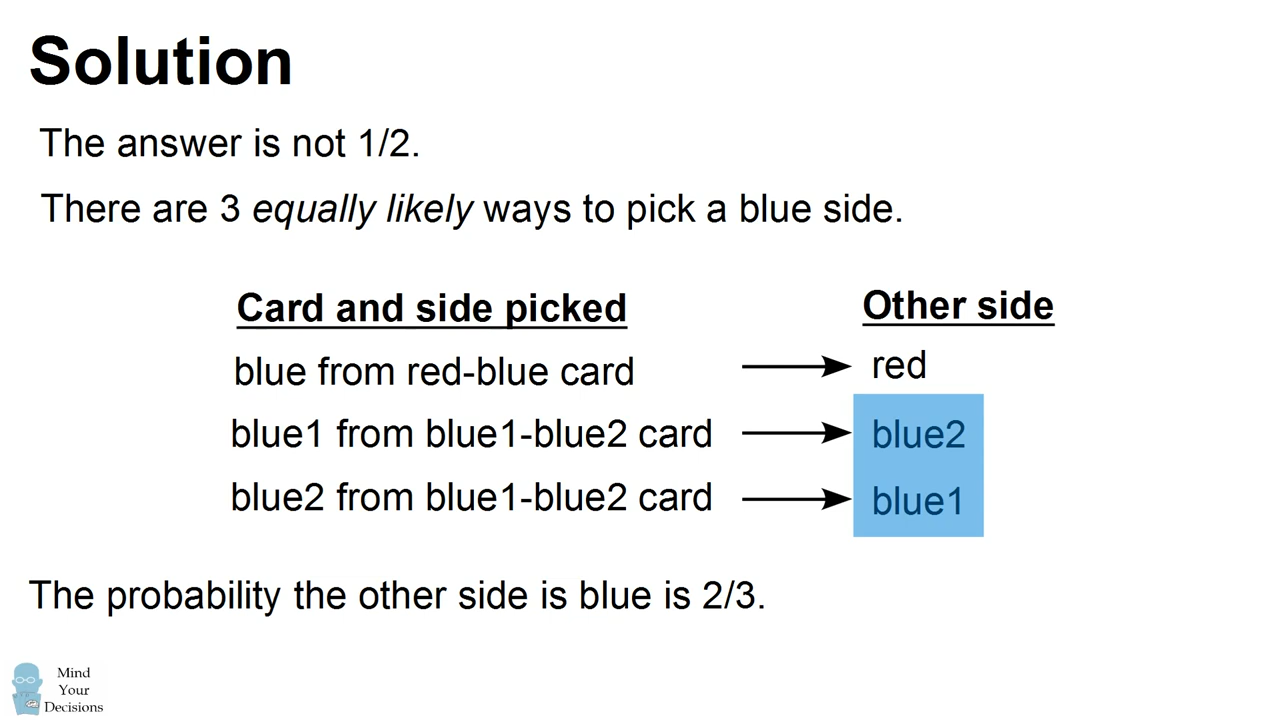 Solution
The answer is not 1/2.
There are 3 equally likely ways to pick a blue side.
Card and side picked Other side
blue from red-blue card red
blue1 from blue1-blue2 card blue2
blue2 from blue1-blue2 card blue1
The probability the other side is blue is 2/3.
Mind
Your
Decisions